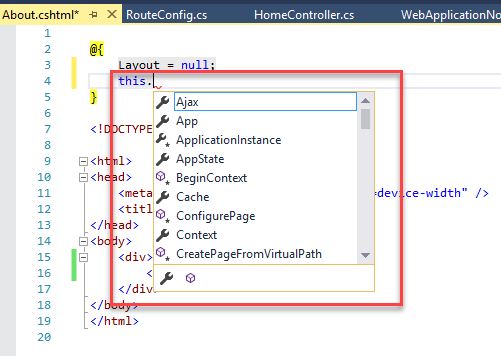 About.cshtml* RouteConfig.cs HomeController.cs WebApplicationNo
1
2 @{
3 Layout = null;
4 this.
5 }
6
7 <!DOCTYPE
8
9 <html>
10 <head>
11 <meta =device-width" />
12 <tit
13 </head>
14 <body>
15 <div>
16 <
17 </div>
18 </body>
19 </html>
20
Ajax
App
ApplicationInstance
AppState
BeginContext
Cache
ConfigurePage
Context
CreatePageFromVirtualPath